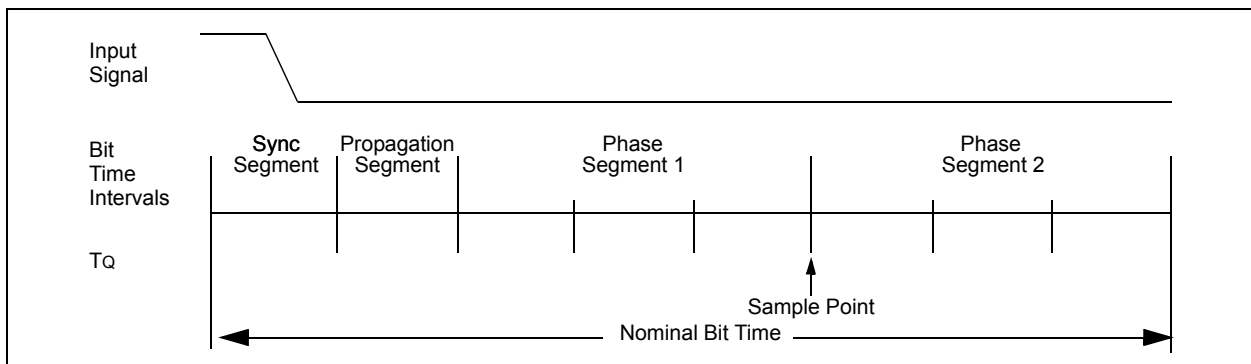 Input
Signal
Bit
Time
Intervals
Sync
Segment
Propagation
Segment
Phase
Segment 1
Phase
Segment 2
TQ
Sample Point
Nominal Bit Time